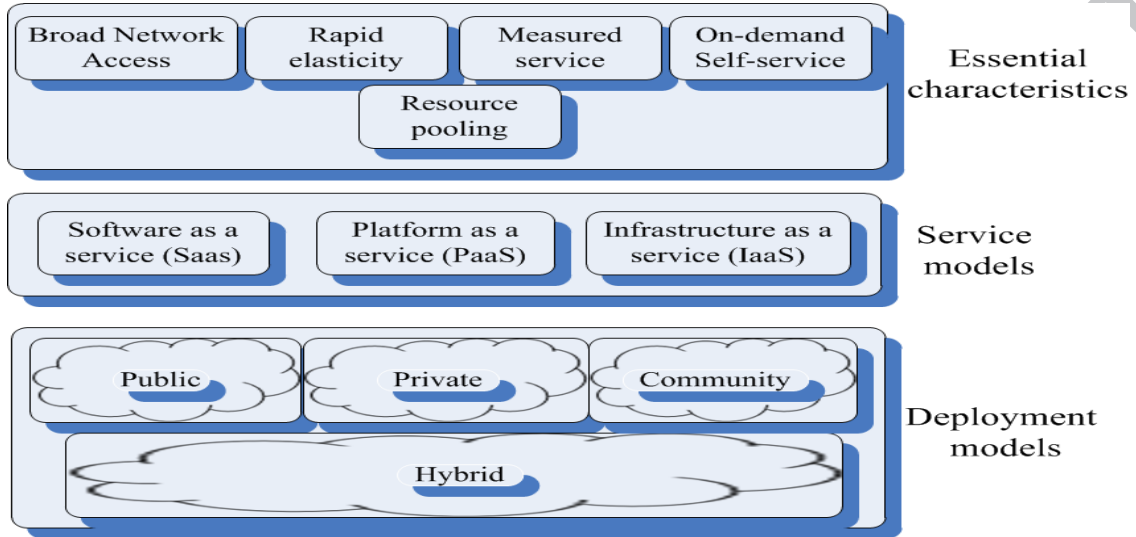 Broad Network
Access
Rapid
elasticity
Measured
service
On-demand
Self-service
Resource
pooling
Essential
characteristics
Software as a
service (Saas)
Platform as a
service (PaaS)
Infrastructure as a
service (IaaS)
Service
models
Public
Private
Community
Hybrid
Deployment
models